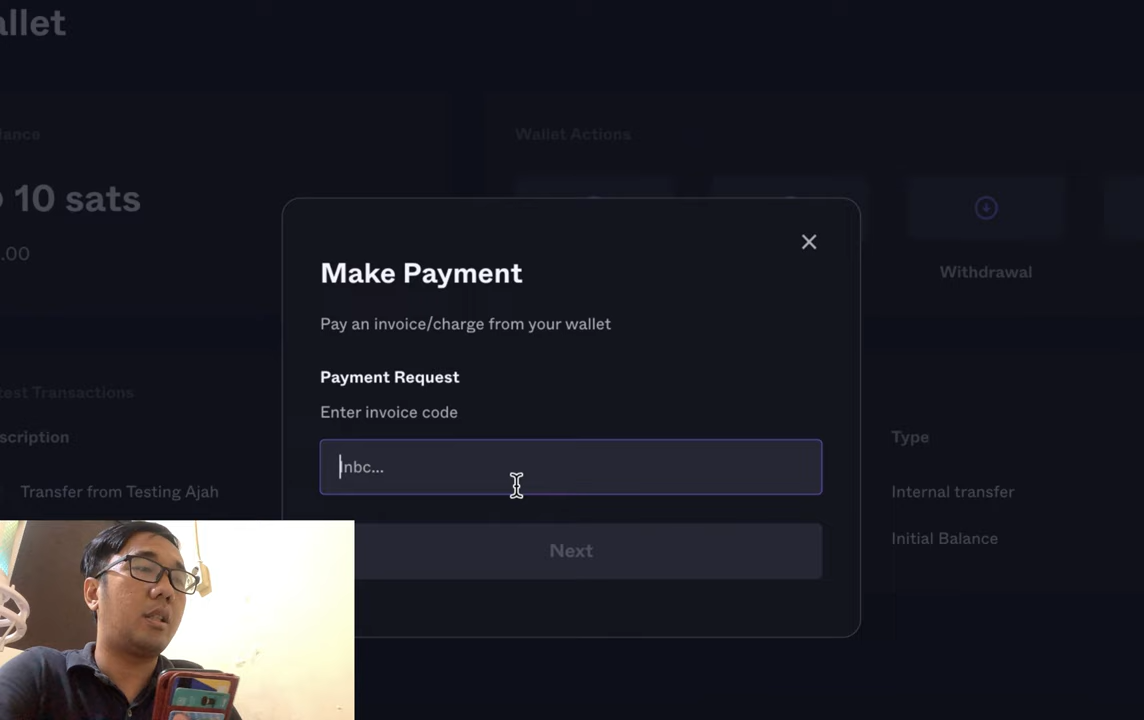 allet
lance
10 sats
.00
Wallet Actions
Withdrawal
Make Payment
Pay an invoice/charge from your wallet
Payment Request
Enter invoice code
lnbc...
Next
test Transactions
scription
Transfer from Testing Ajah
Type
Internal transfer
Initial Balance